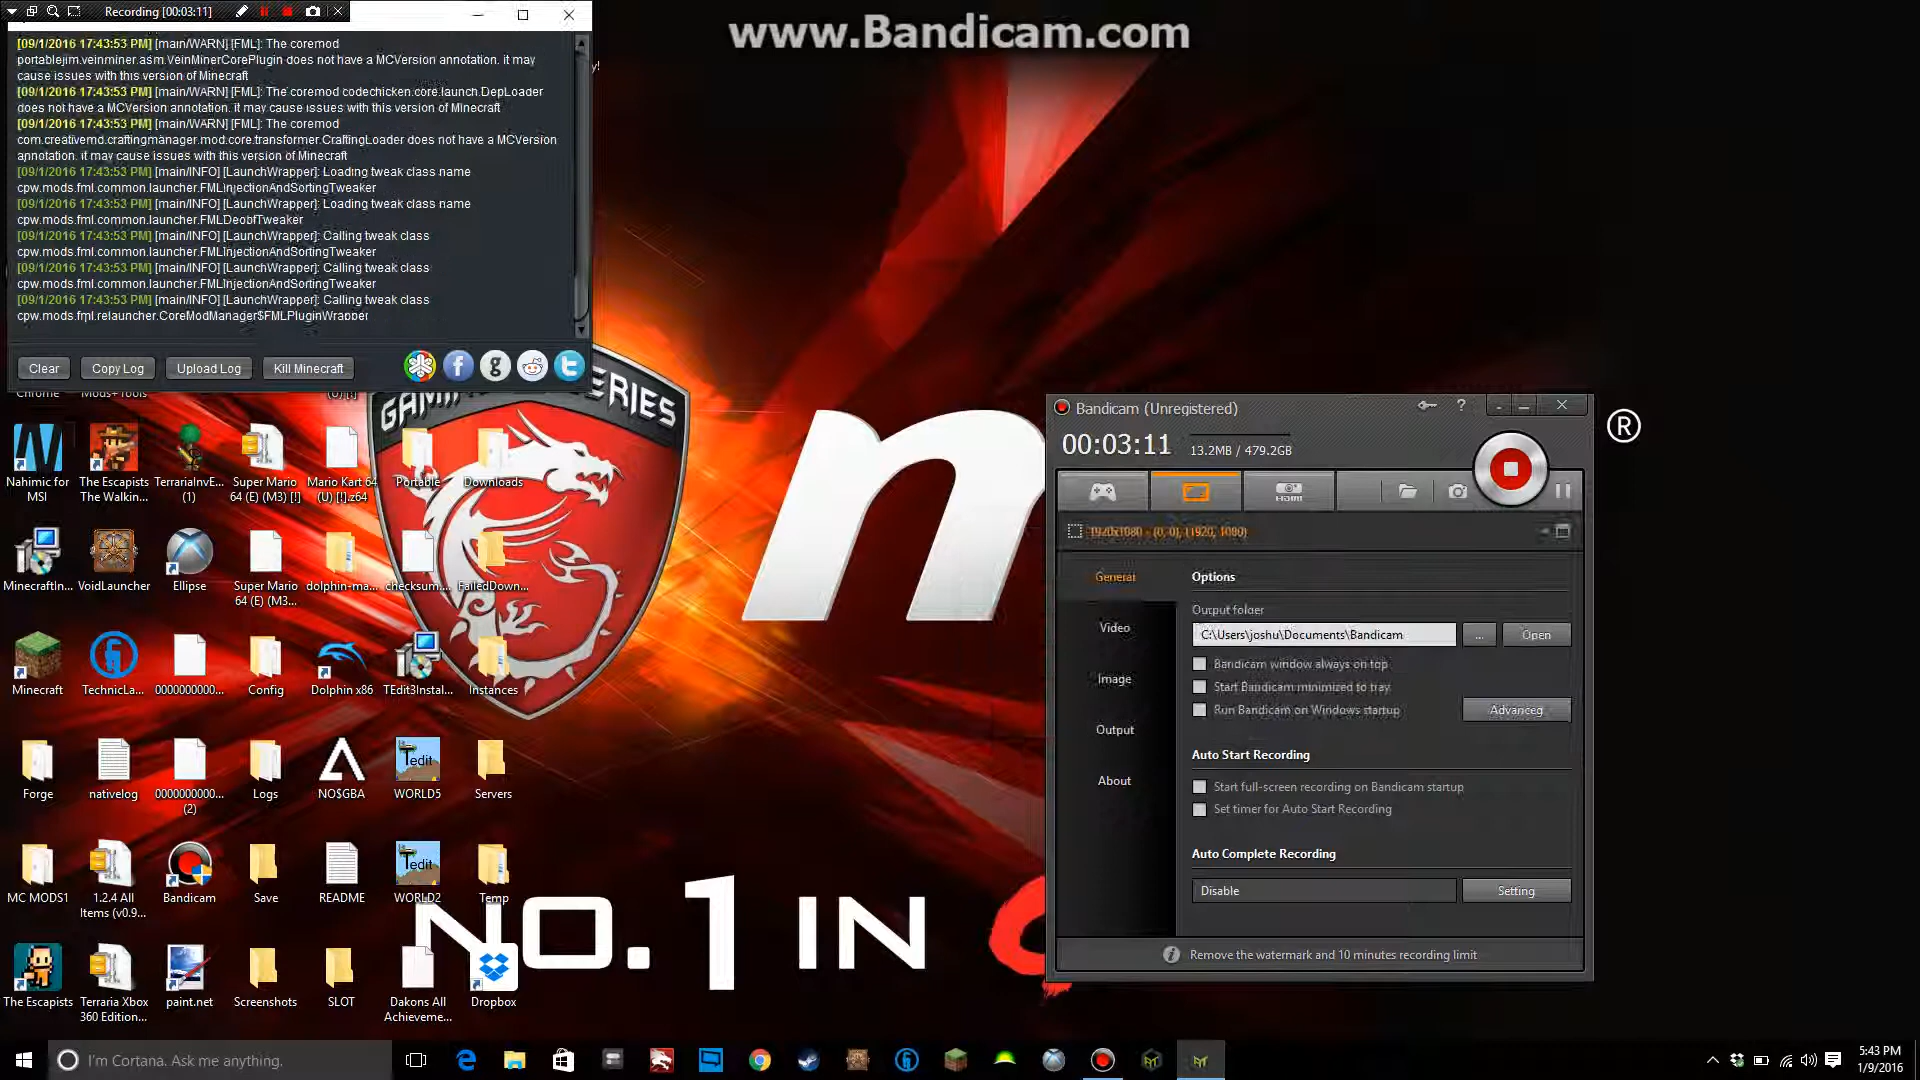 Recording [00:03:11]
www.Bandicam.com
[09/1/2016 17:43:53 PM] [main/WARN] [FML]: The coremod
portablejim.veinminer.asm.VeinMinerCorePlugin does not have a MCVersion annotation. it may
cause issues with this version of Minecraft
[09/1/2016 17:43:53 PM] [main/WARN] [FML]: The coremod codechicken.core.launch.DepLoader
does not have a MCVersion annotation. it may cause issues with this version of Minecraft
[09/1/2016 17:43:53 PM] [main/WARN] [FML]: The coremod
com.creativemd.craftingmanager.mod.core.transformer.CraftingLoader does not have a MCVersion
annotation. it may cause issues with this version of Minecraft
[09/1/2016 17:43:53 PM] [main/INFO] [LaunchWrapper]: Loading tweak class name
cpw.mods.fml.common.launcher.FMLInjectionAndSortingTweaker
[09/1/2016 17:43:53 PM] [main/INFO] [LaunchWrapper]: Loading tweak class name
cpw.mods.fml.common.launcher.FMLDeobfTweaker
[09/1/2016 17:43:53 PM] [main/INFO] [LaunchWrapper]: Calling tweak class
cpw.mods.fml.common.launcher.FMLInjectionAndSortingTweaker
[09/1/2016 17:43:53 PM] [main/INFO] [LaunchWrapper]: Calling tweak class
cpw.mods.fml.common.launcher.FMLInjectionAndSortingTweaker
[09/1/2016 17:43:53 PM] [main/INFO] [LaunchWrapper]: Calling tweak class
cpw.mods.fml.relauncher.CoreModManager$FMLPluginWrapper
y!
Clear
Copy Log
Upload Log
Kill Minecraft
Chrome
Mods+Tools
(U) [!]
ERIES
Nahimic for
MSI
The Escapists
The Walkin...
TerrariaInvE...
(1)
Super Mario
64 (E) (M3) [!]
Mario Kart 64
(U) [!].z64
Portable
Downloads
MinecraftIn...
VoidLauncher
Ellipse
Super Mario
64 (E) (M3...
dolphin-ma...
checksum...
FailedDown...
Minecraft
TechnicLa...
0000000000...
Config
Dolphin x86
TEdit3Instal...
Instances
Forge
nativelog
0000000000...
(2)
Logs
NO$GBA
Tedit
WORLD5
Servers
MC MODS1
1.2.4 All
Items (v0.9...
Bandicam
Save
README
Tedit
WORLD2
Temp
The Escapists
Terraria Xbox
360 Edition...
paint.net
Screenshots
SLOT
Dakons All
Achieveme...
Dropbox
NO.1 IN
®
Bandicam (Unregistered)
?
00:03:11
13.2MB / 479.2GB
HDMI
1920x1080 - (0, 0), (1920, 1080)
General
Video
Image
Output
About
Options
Output folder
C:\Users\joshu\Documents\Bandicam
...
Open
Bandicam window always on top
Start Bandicam minimized to tray
Run Bandicam on Windows startup
Advanced
Auto Start Recording
Start full-screen recording on Bandicam startup
Set timer for Auto Start Recording
Auto Complete Recording
Disable
Setting
Remove the watermark and 10 minutes recording limit
I'm Cortana. Ask me anything.
5:43 PM
1/9/2016